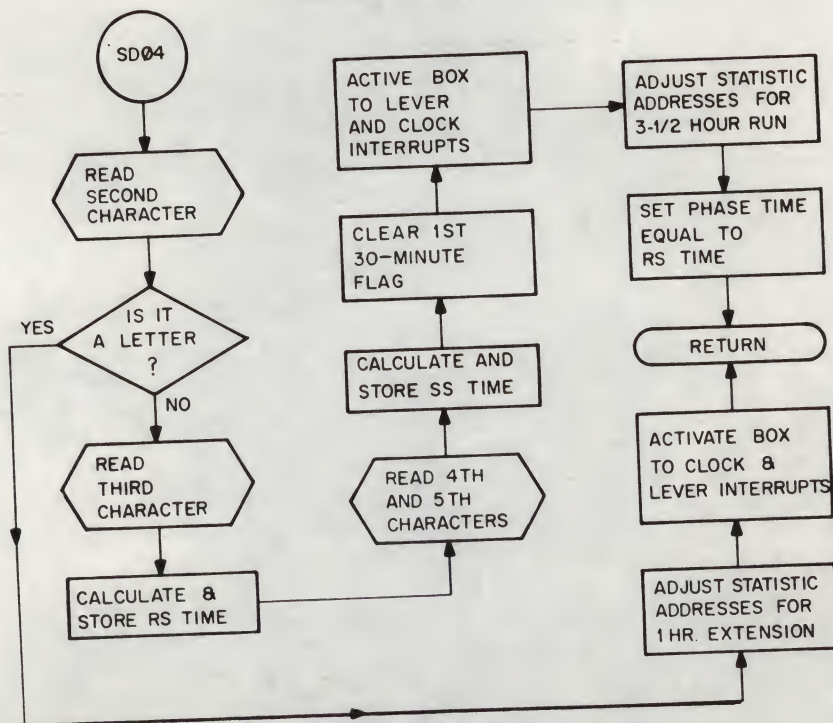 SDØ4
READ
SECOND
CHARACTER
IS IT
A LETTER
?
YES
NO
READ
THIRD
CHARACTER
CALCULATE &
STORE RS TIME
READ 4TH
AND 5TH
CHARACTERS
CALCULATE AND
STORE SS TIME
CLEAR 1ST
30-MINUTE
FLAG
ACTIVE BOX
TO LEVER
AND CLOCK
INTERRUPTS
ADJUST STATISTIC
ADDRESSES FOR
3-1/2 HOUR RUN
SET PHASE TIME
EQUAL TO
RS TIME
RETURN
ACTIVATE BOX
TO CLOCK &
LEVER INTERRUPTS
ADJUST STATISTIC
ADDRESSES FOR
1 HR. EXTENSION